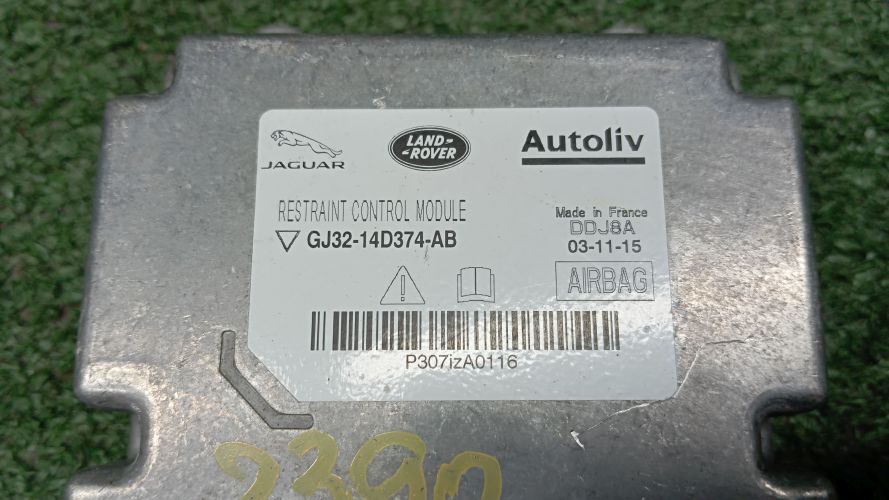 JAGUAR
LAND-
-ROVER
Autoliv
RESTRAINT CONTROL MODULE
GJ32-14D374-AB
Made in France
DDJ8A
03-11-15
AIRBAG
P307izA0116
2390